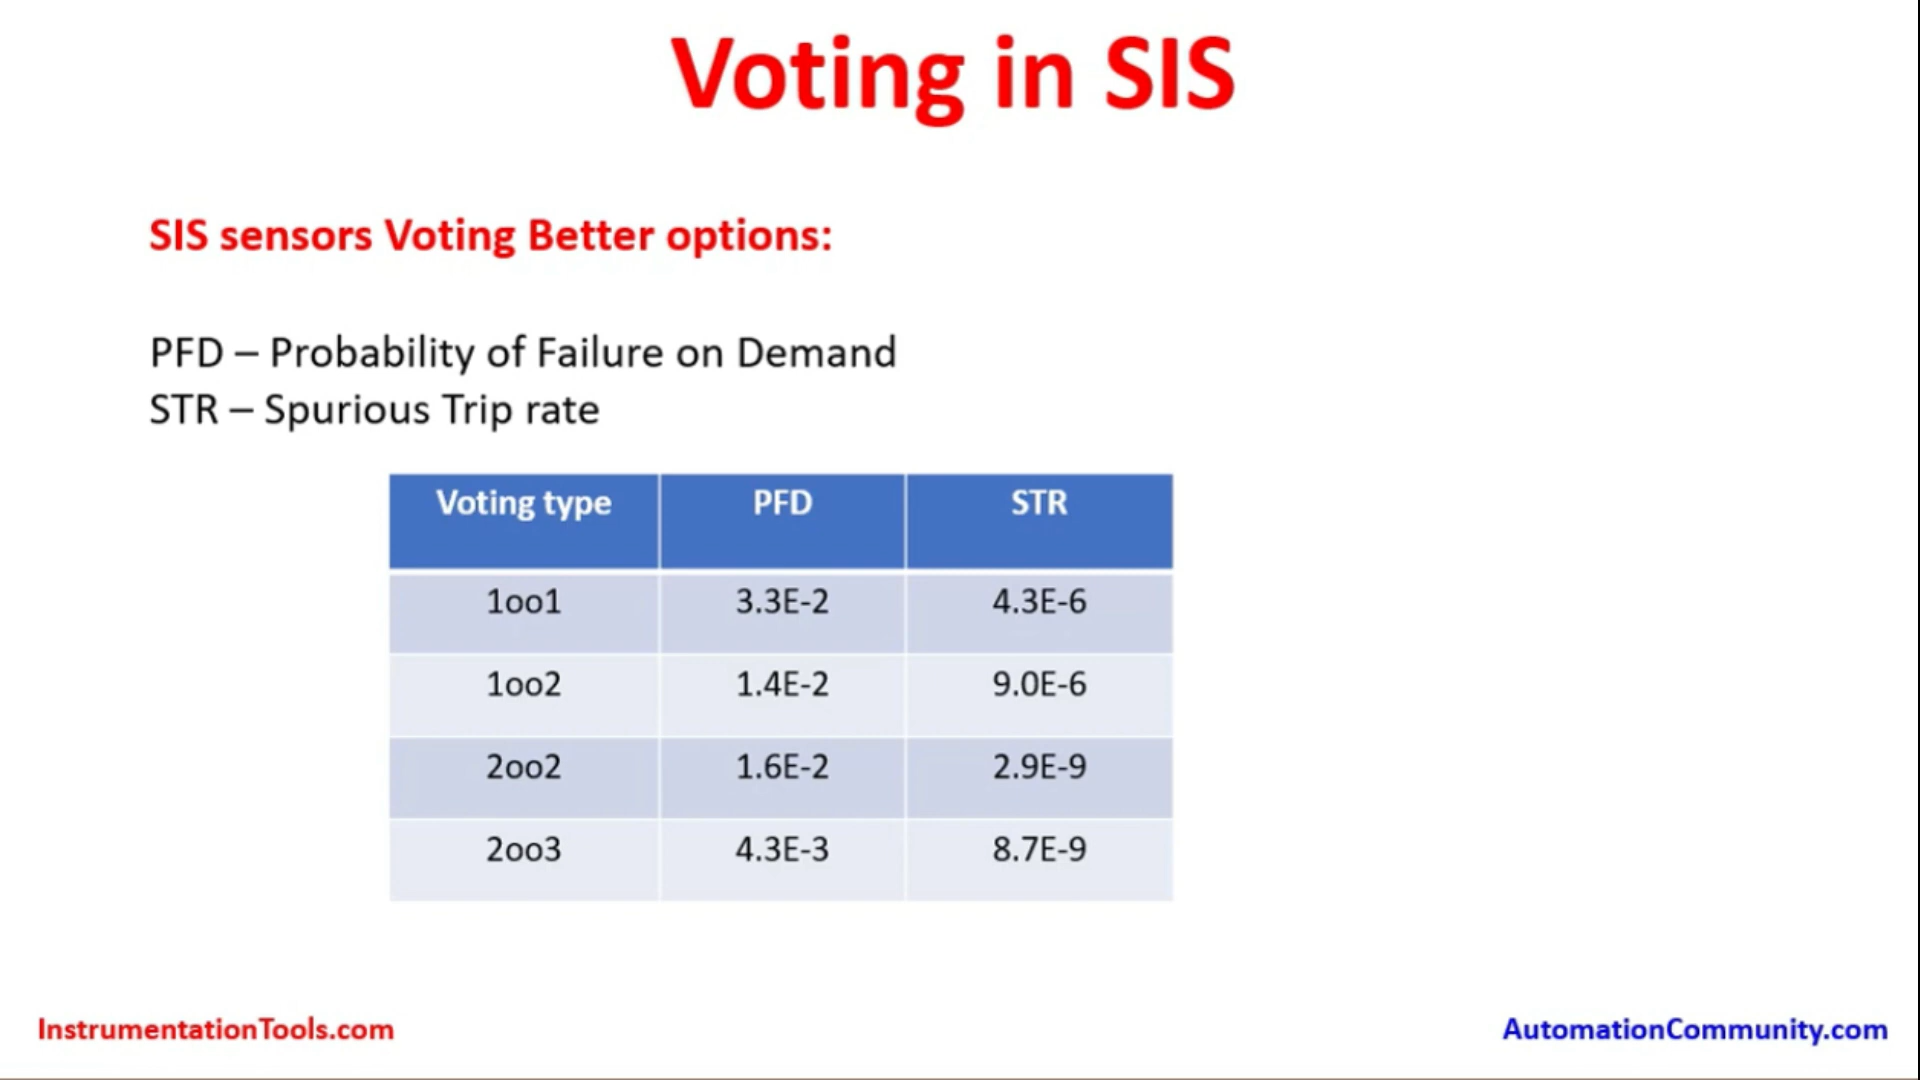 Voting in SIS
SIS sensors Voting Better options:
PFD – Probability of Failure on Demand
STR – Spurious Trip rate
Voting type PFD STR
1oo1 3.3E-2 4.3E-6
1oo2 1.4E-2 9.0E-6
2oo2 1.6E-2 2.9E-9
2oo3 4.3E-3 8.7E-9
InstrumentationTools.com AutomationCommunity.com